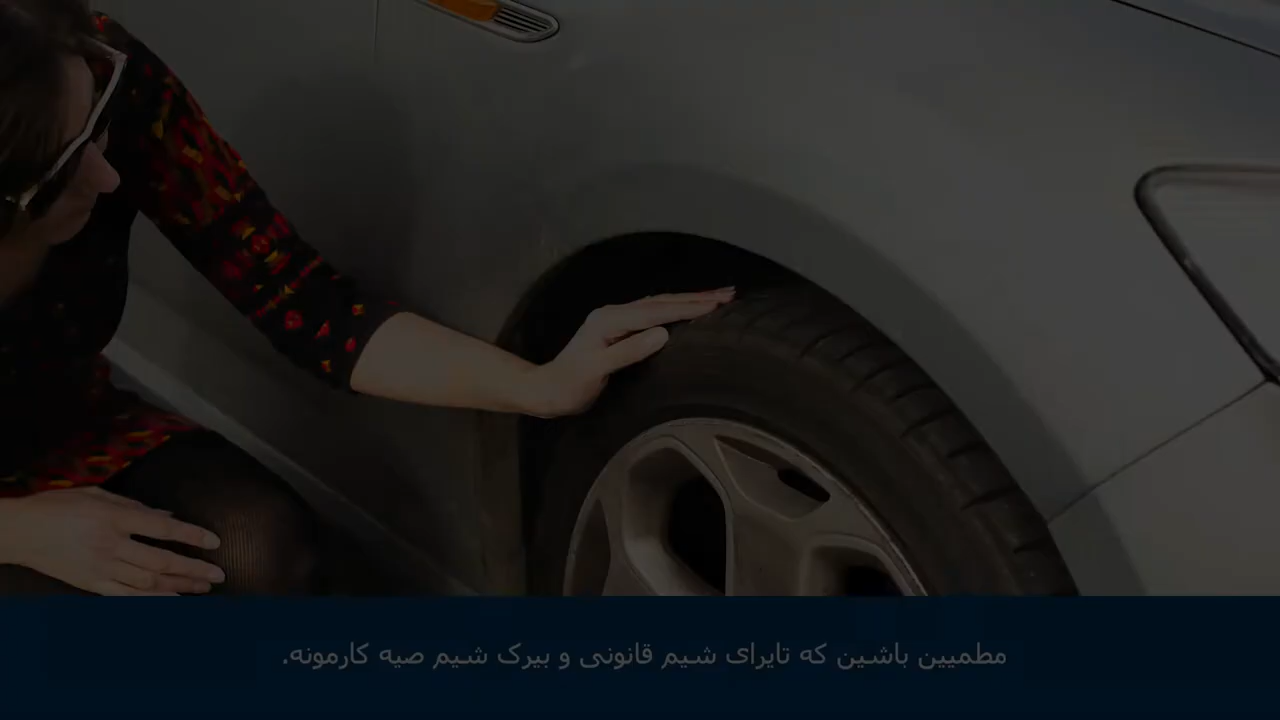 مطمیین باشین که تایرای شیم قانونی و بیرک شیم صیه کارمونه.